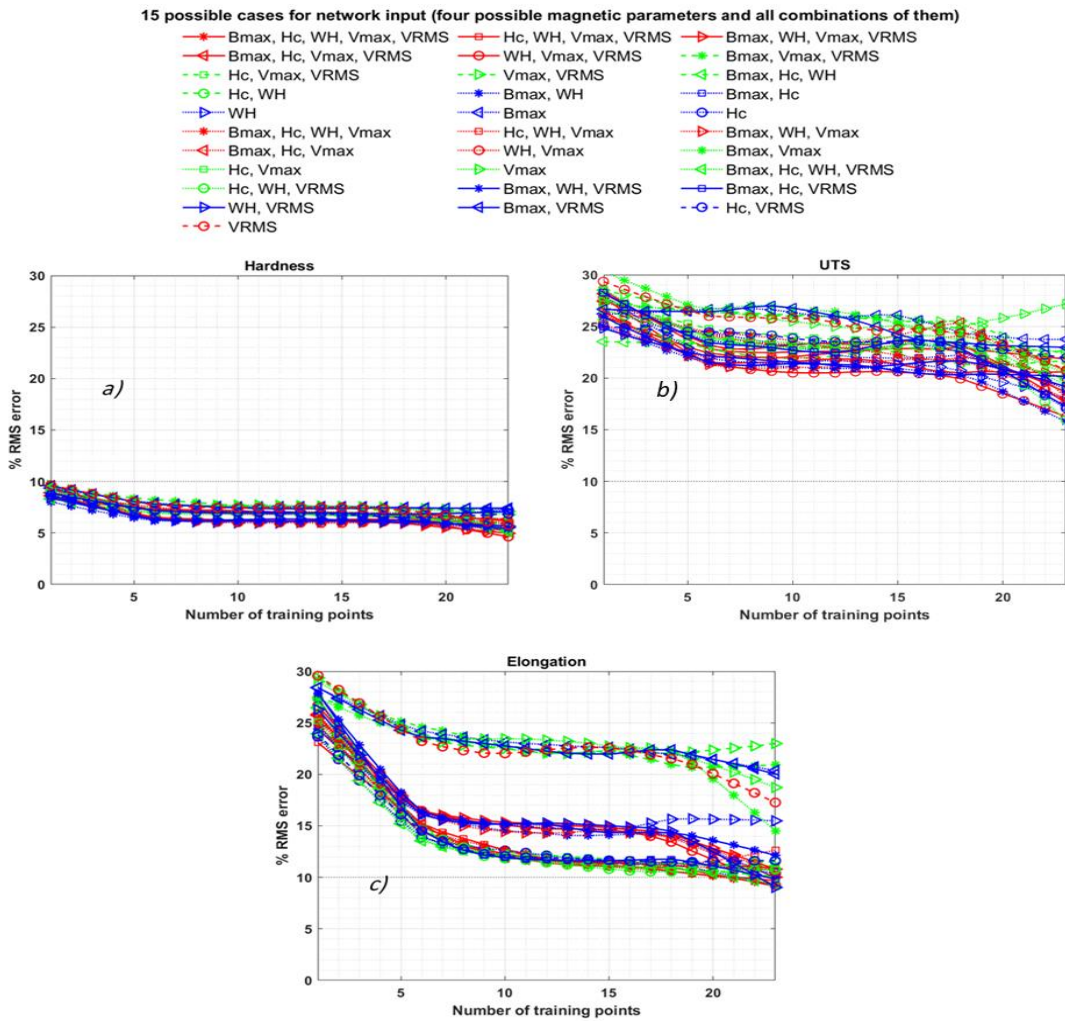 15 possible cases for network input (four possible magnetic parameters and all combinations of them)
Bmax, Hc, WH, Vmax, VRMS Hc, WH, Vmax, VRMS Bmax, WH, Vmax, VRMS
Bmax, Hc, Vmax, VRMS WH, Vmax, VRMS Bmax, Vmax, VRMS
Hc, Vmax, VRMS Vmax, VRMS Bmax, Hc, WH
Hc, WH Bmax, WH Bmax, Hc
WH Bmax Hc
Bmax, Hc, WH, Vmax Hc, WH, Vmax Bmax, WH, Vmax
Bmax, Hc, Vmax WH, Vmax Bmax, Vmax
Hc, Vmax Vmax Bmax, Hc, WH, VRMS
Hc, WH, VRMS Bmax, WH, VRMS Bmax, Hc, VRMS
WH, VRMS Bmax, VRMS Hc, VRMS
VRMS
Hardness
30
25
20
15
10
5
0
% RMS error
a)
5 10 15 20
Number of training points
UTS
30
25
20
15
10
5
0
% RMS error
b)
5 10 15 20
Number of training points
Elongation
30
25
20
15
10
5
0
% RMS error
c)
5 10 15 20
Number of training points